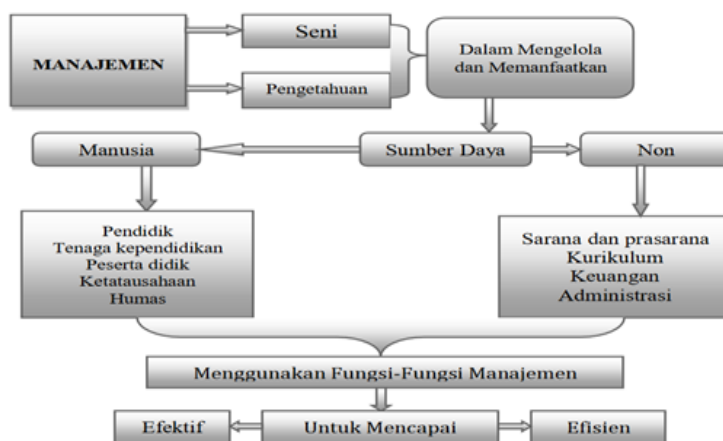 Seni
MANAJEMEN
Pengetahuan
Dalam Mengelola
dan Memanfaatkan
Manusia
Sumber Daya
Non
Pendidik
Tenaga kependidikan
Peserta didik
Ketatausahaan
Humas
Sarana dan prasarana
Kurikulum
Keuangan
Administrasi
Menggunakan Fungsi-Fungsi Manajemen
Efektif
Untuk Mencapai
Efisien